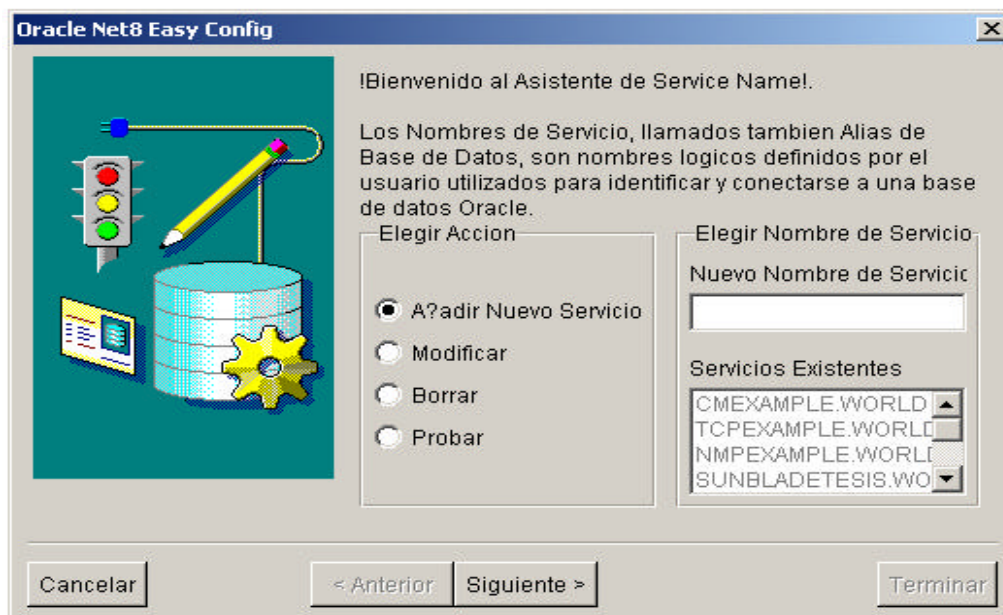 Oracle Net8 Easy Config
!Bienvenido al Asistente de Service Name!.
Los Nombres de Servicio, llamados tambien Alias de
Base de Datos, son nombres logicos definidos por el
usuario utilizados para identificar y conectarse a una base
de datos Oracle.
Elegir Accion
A?adir Nuevo Servicio
Modificar
Borrar
Probar
Elegir Nombre de Servicio
Nuevo Nombre de Servicic
Servicios Existentes
CMEXAMPLE.WORLD
TCPEXAMPLE.WORLD
NMPEXAMPLE.WORLD
SUNBLADETESIS.WO
Cancelar
< Anterior
Siguiente >
Terminar